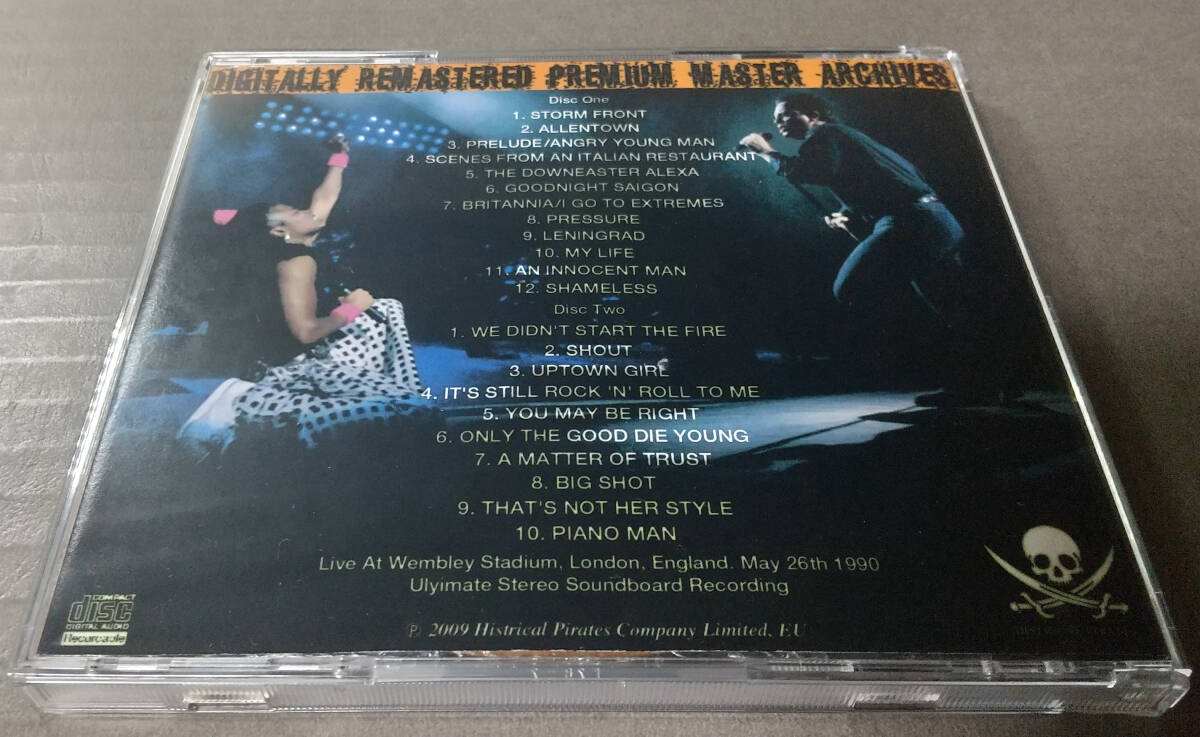 DIGITALLY REMASTERED PREMIUM MASTER ARCHIVES
Disc One
1. STORM FRONT
2. ALLENTOWN
3. PRELUDE/ANGRY YOUNG MAN
4. SCENES FROM AN ITALIAN RESTAURANT
5. THE DOWNEASTER ALEXA
6. GOODNIGHT SAIGON
7. BRITANNIA/I GO TO EXTREMES
8. PRESSURE
9. LENINGRAD
10. MY LIFE
11. AN INNOCENT MAN
12. SHAMELESS
Disc Two
1. WE DIDN'T START THE FIRE
2. SHOUT
3. UPTOWN GIRL
4. IT'S STILL ROCK 'N' ROLL TO ME
5. YOU MAY BE RIGHT
6. ONLY THE GOOD DIE YOUNG
7. A MATTER OF TRUST
8. BIG SHOT
9. THAT'S NOT HER STYLE
10. PIANO MAN
Live At Wembley Stadium, London, England. May 26th 1990
Ulyimate Stereo Soundboard Recording
COMPACT
disc
DIGITAL AUDIO
Recordable
℗ 2009 Histrical Pirates Company Limited, EU